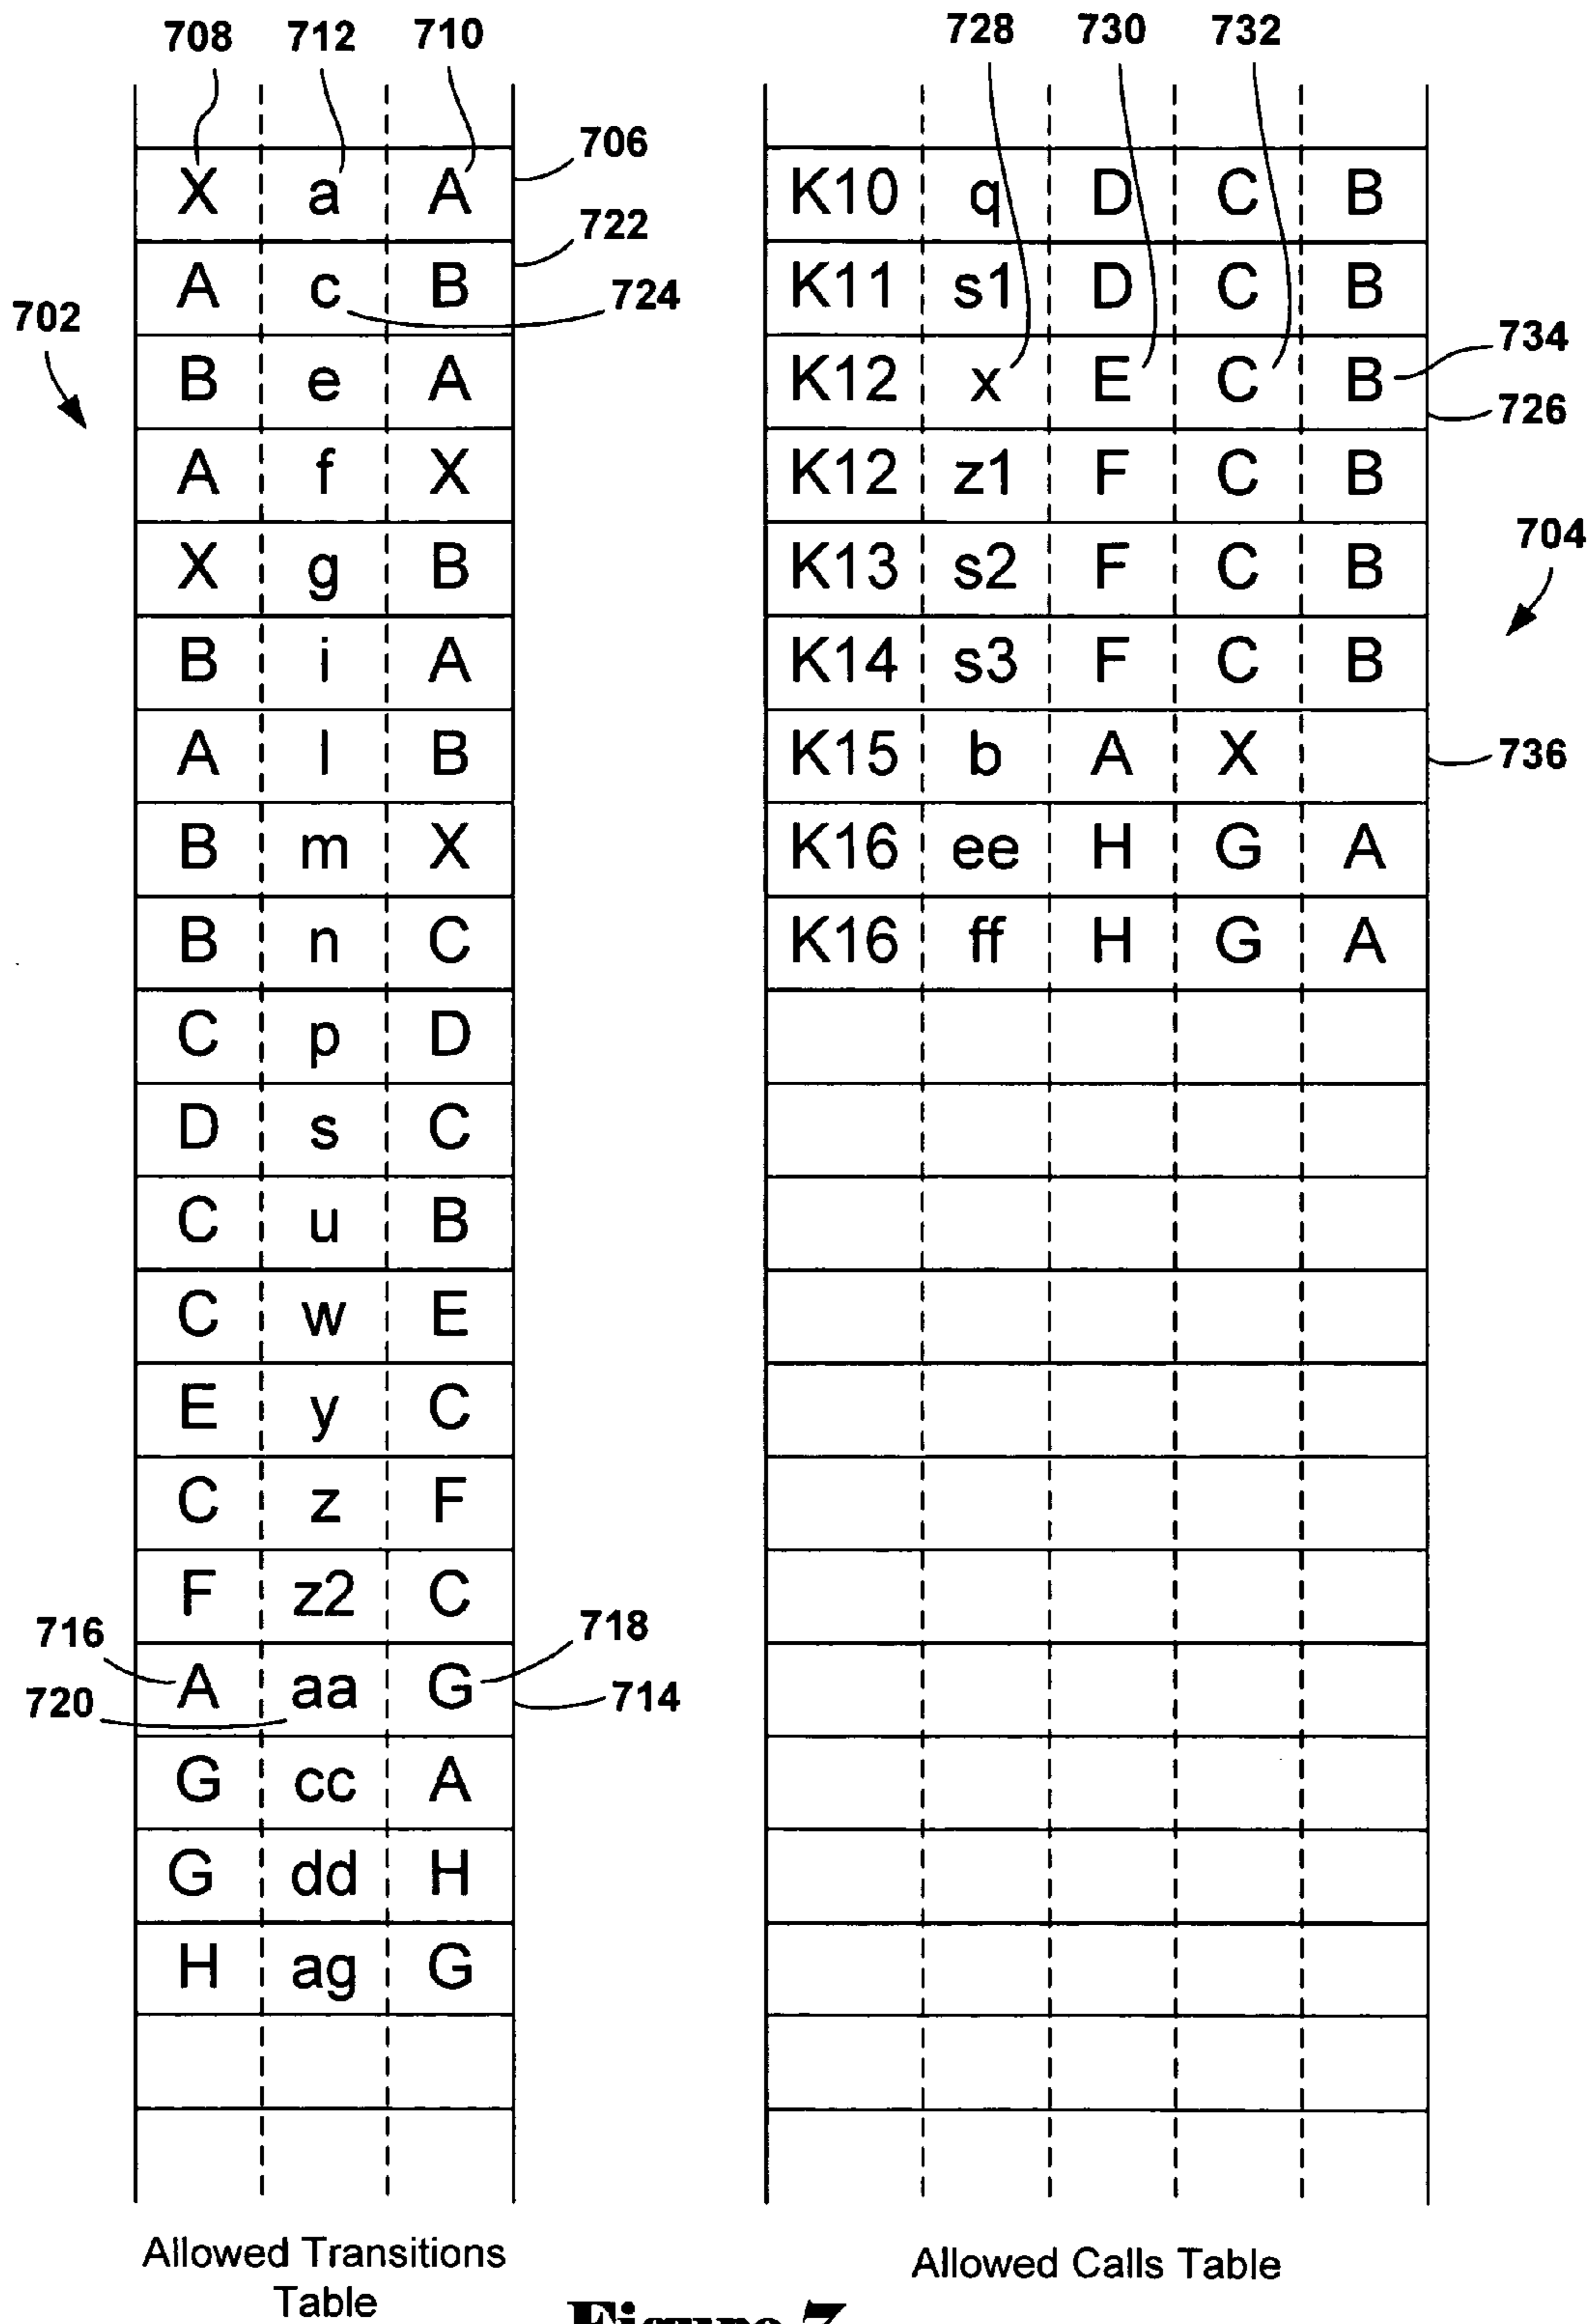 708 712 710
728 730 732
706
722
724
702
X a A
A c B
B e A
A f X
X g B
B i A
A l B
B m X
B n C
C p D
D s C
C u B
C w E
E y C
C z F
F z2 C
A aa G
G cc A
G dd H
H ag G
716
720
718
714
Allowed Transitions
Table
K10 q D C B
K11 s1 D C B
K12 x E C B
K12 z1 F C B
K13 s2 F C B
K14 s3 F C B
K15 b A X
K16 ee H G A
K16 ff H G A
734
726
704
736
Allowed Calls Table
Figure 7